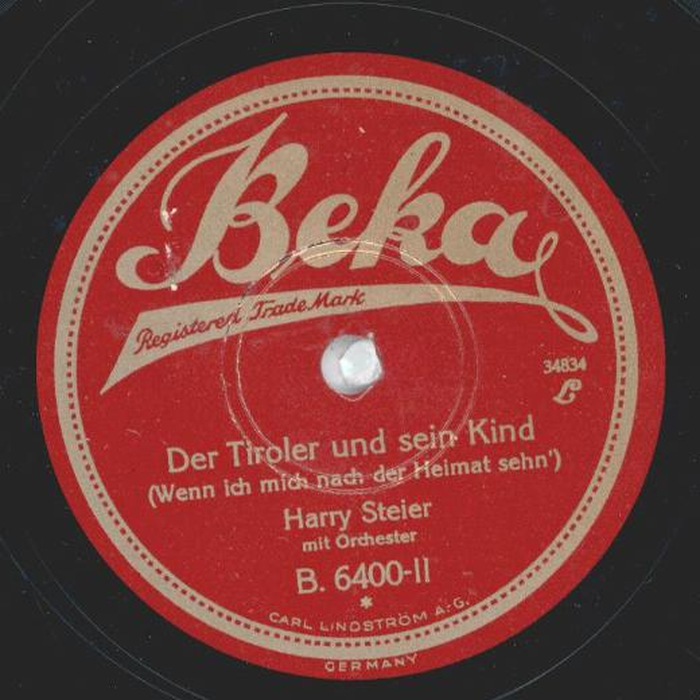 Beka
Registered Trade Mark
34834
L
Der Tiroler und sein Kind
(Wenn ich mich nach der Heimat sehn')
Harry Steier
mit Orchester
B. 6400-II
*
CARL LINDSTRÖM A.-G.
GERMANY